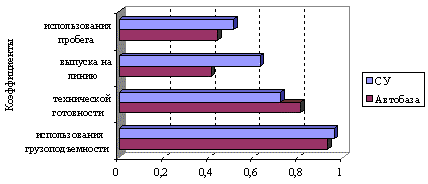 Коэффициенты
использования
пробега
выпуска на
линию
технической
готовности
использования
грузоподъемности
0
0,2
0,4
0,6
0,8
1
СУ
Автобаза